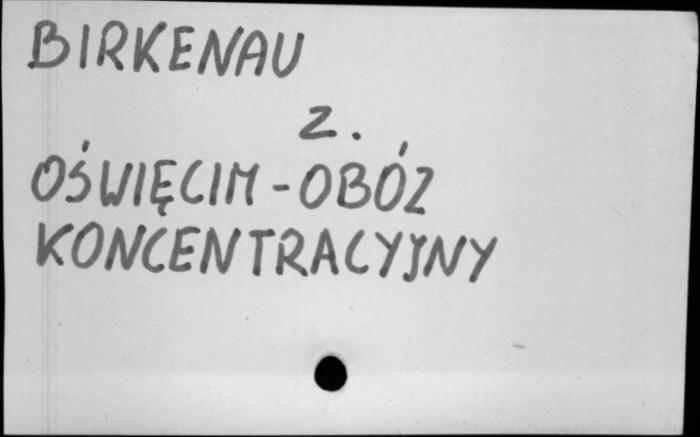 BIRKENAU
Z.
OŚWIĘCIM - OBÓZ
KONCENTRACYJNY